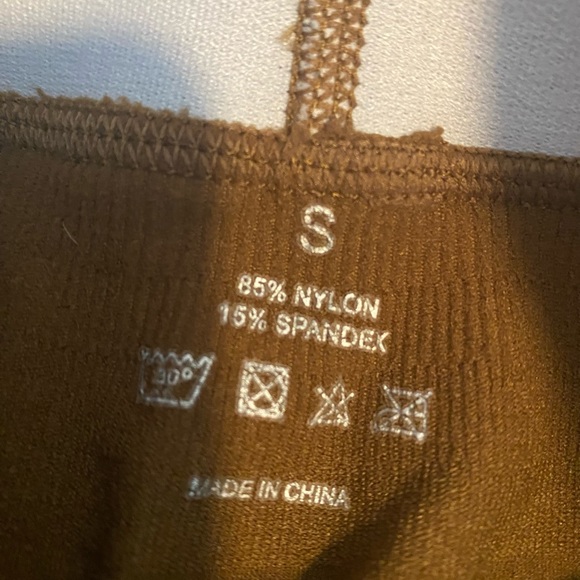 S
85% NYLON
15% SPANDEX
30°
MADE IN CHINA